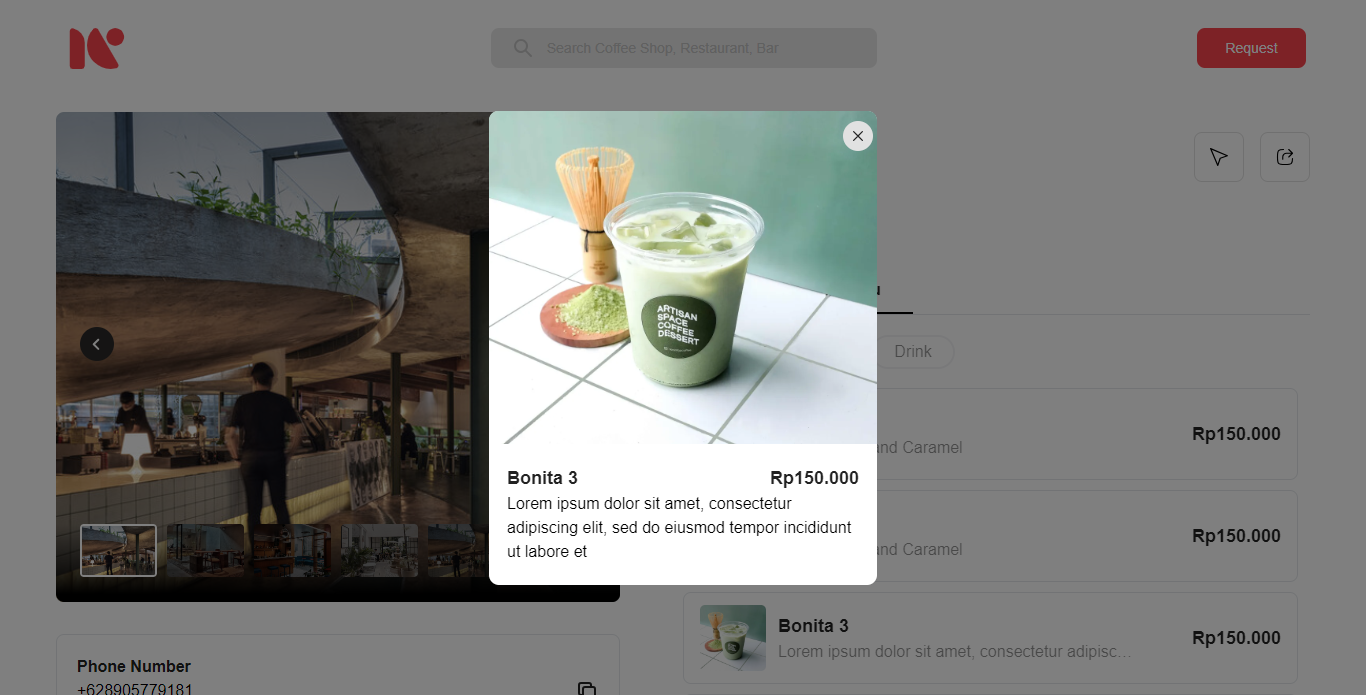 Search Coffee Shop, Restaurant, Bar
Request
ARTISAN
SPACE
COFFEE
DESSERT
Drink
and Caramel
Rp150.000
Bonita 3
Rp150.000
Lorem ipsum dolor sit amet, consectetur
adipiscing elit, sed do eiusmod tempor incididunt
ut labore et
and Caramel
Rp150.000
Bonita 3
Lorem ipsum dolor sit amet, consectetur adipisc...
Rp150.000
Phone Number
+628905779181